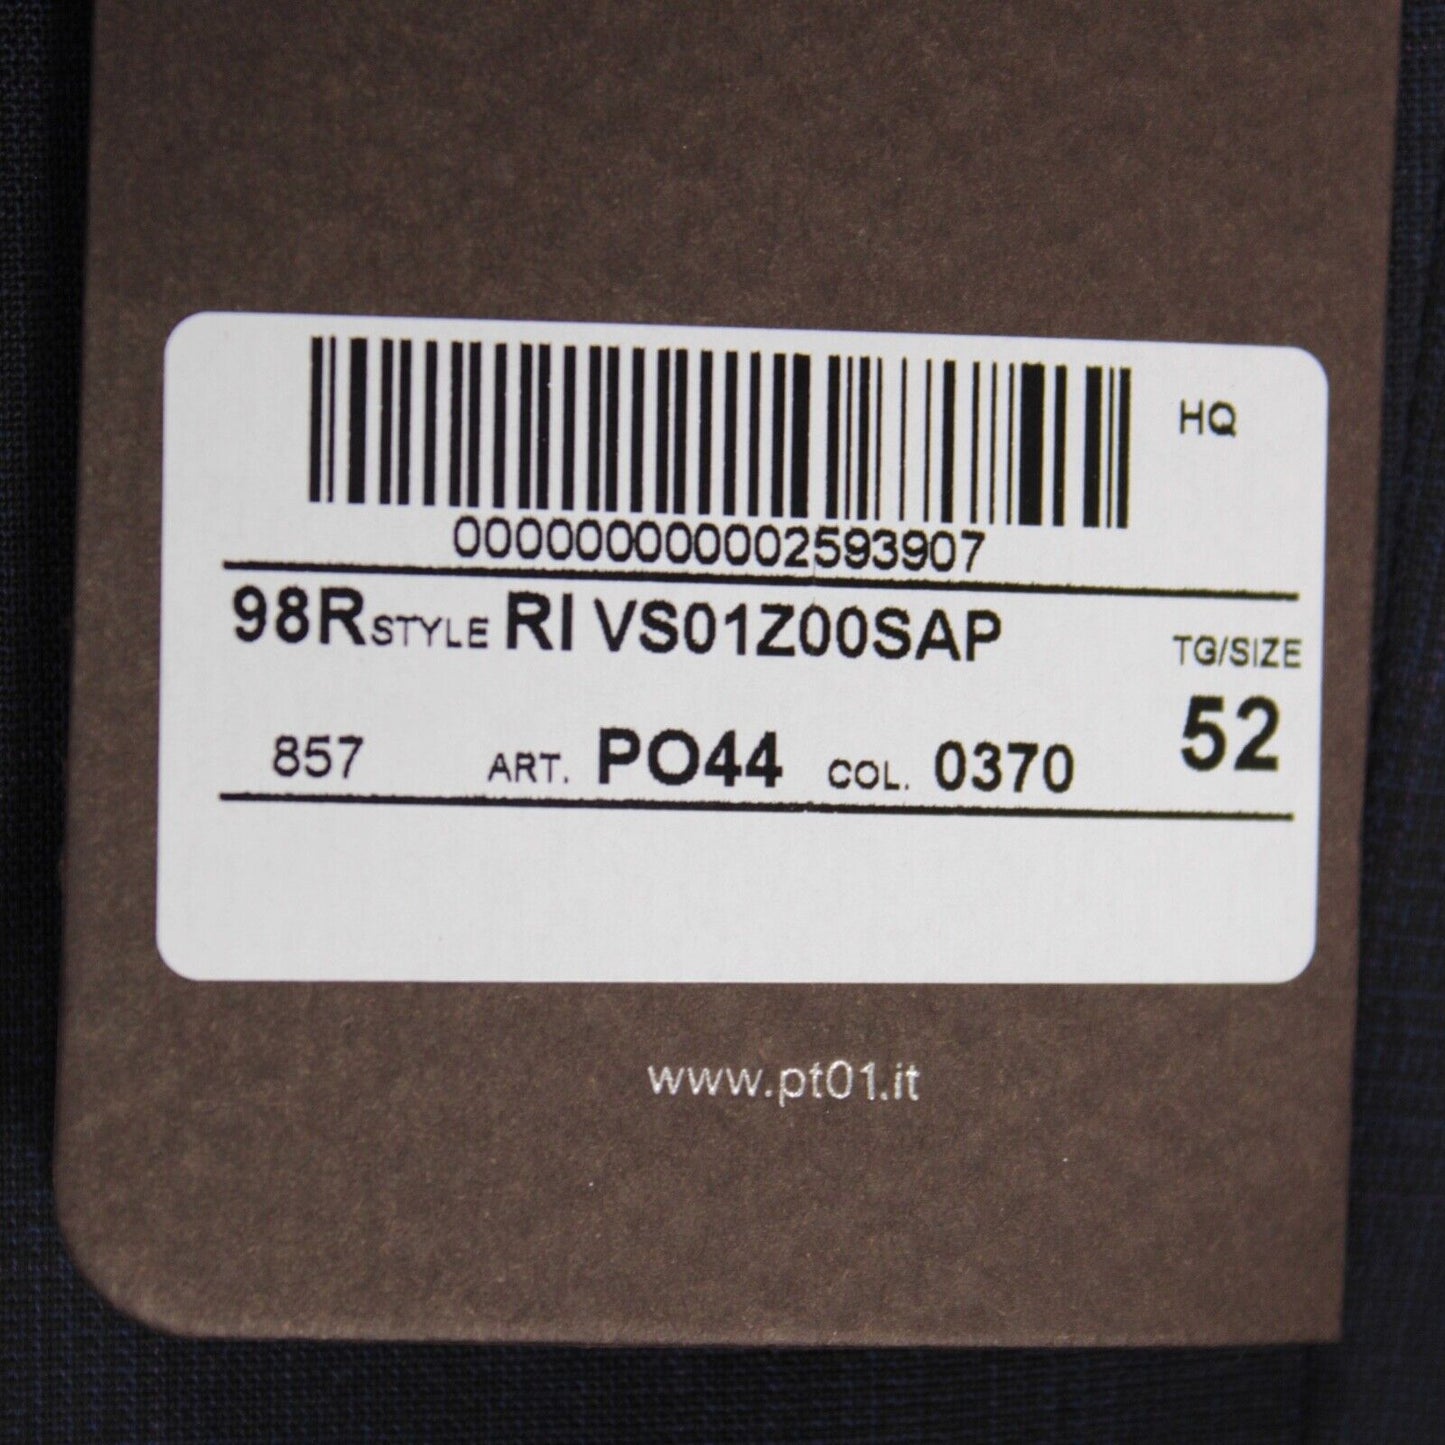 HQ
000000000002593907
98R STYLE RI VS01Z00SAP
TG/SIZE
52
857 ART. PO44 COL. 0370
www.pt01.it